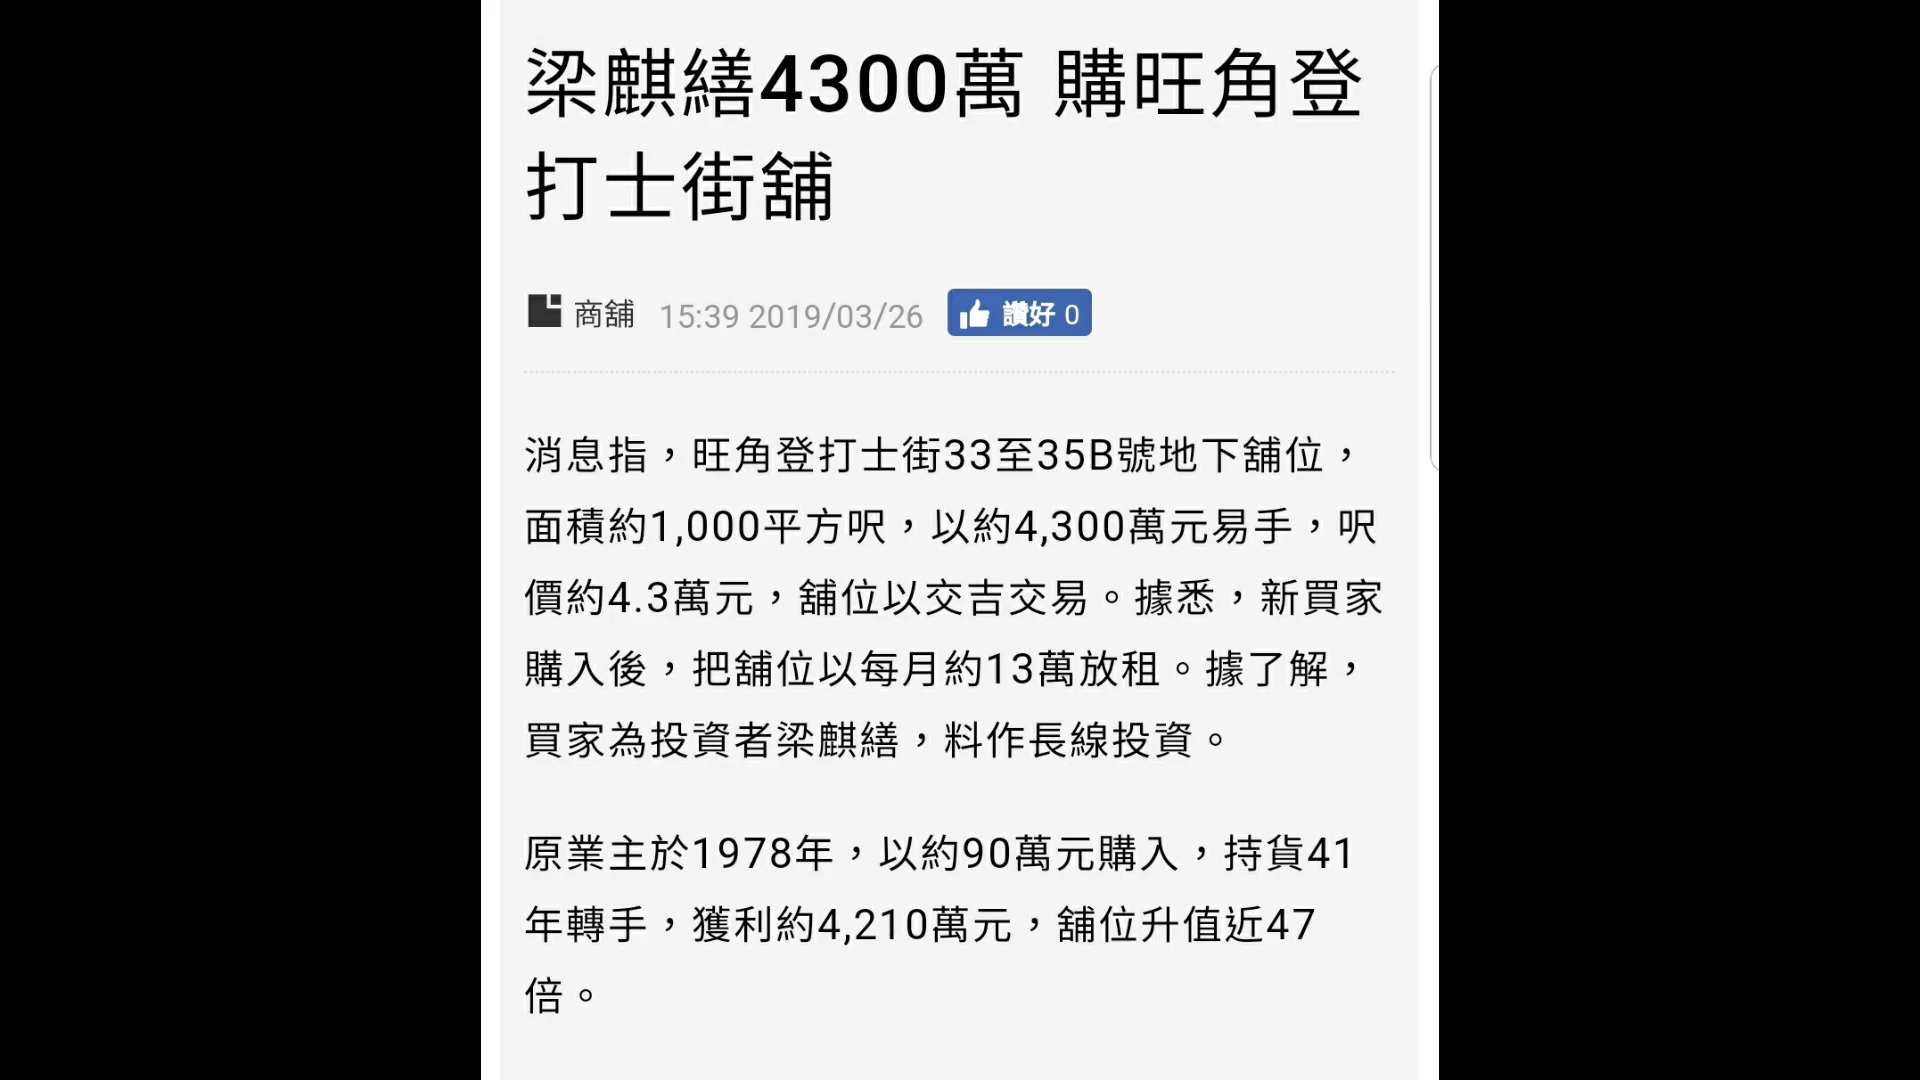 梁麒繕4300萬 購旺角登
打士街舖
商舖 15:39 2019/03/26 讚好 0
消息指，旺角登打士街33至35B號地下舖位，
面積約1,000平方呎，以約4,300萬元易手，呎
價約4.3萬元，舖位以交吉交易。據悉，新買家
購入後，把舖位以每月約13萬放租。據了解，
買家為投資者梁麒繕，料作長線投資。
原業主於1978年，以約90萬元購入，持貨41
年轉手，獲利約4,210萬元，舖位升值近47
倍。